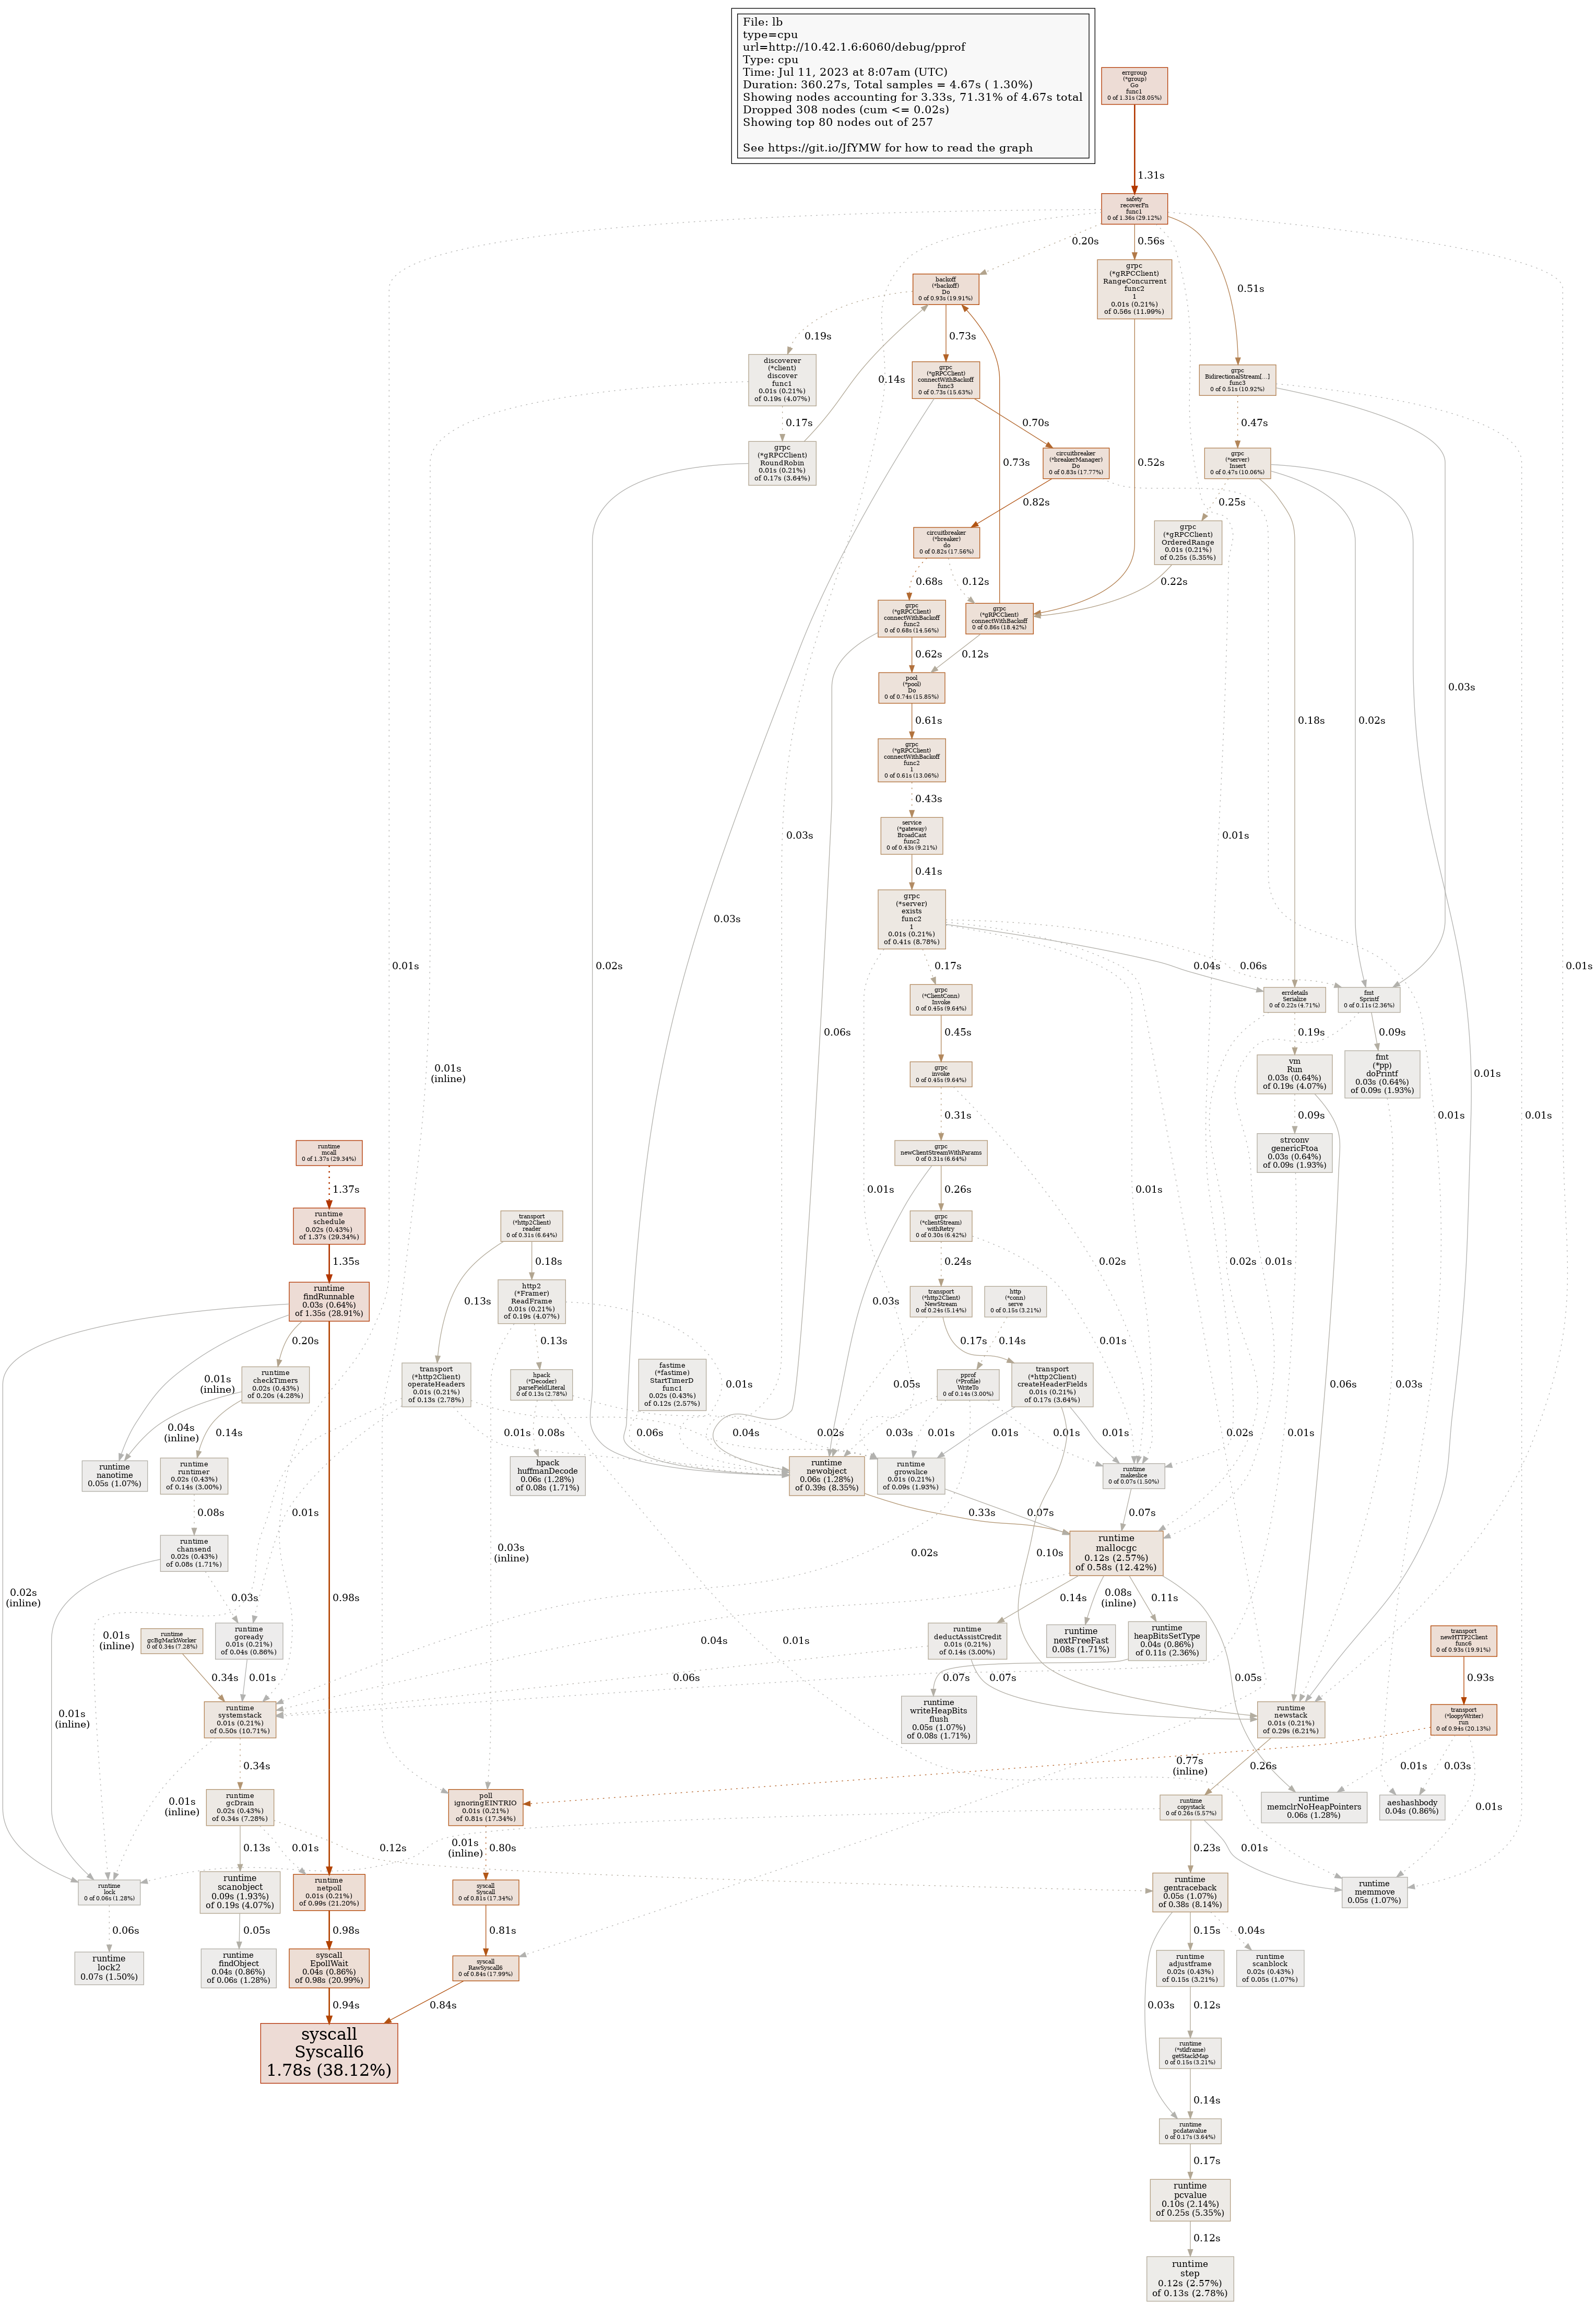 File: lb
type=cpu
url=http://10.42.1.6:6060/debug/pprof
Type: cpu
Time: Jul 11, 2023 at 8:07am (UTC)
Duration: 360.27s, Total samples = 4.67s ( 1.30%)
Showing nodes accounting for 3.33s, 71.31% of 4.67s total
Dropped 308 nodes (cum <= 0.02s)
Showing top 80 nodes out of 257
See https://git.io/JfYMW for how to read the graph
errgroup
(*group)
Go
func1
0 of 1.31s (28.05%)
1.31s
safety
recoverFn
func1
0 of 1.36s (29.12%)
0.20s
0.56s
0.51s
backoff
(*backoff)
Do
0 of 0.93s (19.91%)
grpc
(*gRPCClient)
RangeConcurrent
func2
1
0.01s (0.21%)
of 0.56s (11.99%)
0.19s
0.73s
discoverer
(*client)
discover
func1
0.01s (0.21%)
of 0.19s (4.07%)
0.14s
grpc
(*gRPCClient)
connectWithBackoff
func3
0 of 0.73s (15.63%)
grpc
BidirectionalStream[...]
func3
0 of 0.51s (10.92%)
0.17s
0.70s
0.47s
grpc
(*gRPCClient)
RoundRobin
0.01s (0.21%)
of 0.17s (3.64%)
0.73s
circuitbreaker
(*breakerManager)
Do
0 of 0.83s (17.77%)
0.52s
grpc
(*server)
Insert
0 of 0.47s (10.06%)
0.82s
0.25s
circuitbreaker
(*breaker)
do
0 of 0.82s (17.56%)
grpc
(*gRPCClient)
OrderedRange
0.01s (0.21%)
of 0.25s (5.35%)
0.68s
0.12s
0.22s
grpc
(*gRPCClient)
connectWithBackoff
func2
0 of 0.68s (14.56%)
grpc
(*gRPCClient)
connectWithBackoff
0 of 0.86s (18.42%)
0.62s
0.12s
pool
(*pool)
Do
0 of 0.74s (15.85%)
0.03s
0.61s
0.18s
0.02s
grpc
(*gRPCClient)
connectWithBackoff
func2
1
0 of 0.61s (13.06%)
0.43s
service
(*gateway)
BroadCast
func2
0 of 0.43s (9.21%)
0.03s
0.01s
0.41s
grpc
(*server)
exists
func2
1
0.01s (0.21%)
of 0.41s (8.78%)
0.03s
0.01s
0.02s
0.17s
0.04s
0.06s
0.01s
grpc
(*ClientConn)
Invoke
0 of 0.45s (9.64%)
errdetails
Serialize
0 of 0.22s (4.71%)
fmt
Sprintf
0 of 0.11s (2.36%)
0.06s
0.45s
0.19s
0.09s
0.01s
(inline)
grpc
invoke
0 of 0.45s (9.64%)
vm
Run
0.03s (0.64%)
of 0.19s (4.07%)
fmt
(*pp)
doPrintf
0.03s (0.64%)
of 0.09s (1.93%)
0.01s
0.31s
0.09s
0.01s
0.01s
runtime
mcall
0 of 1.37s (29.34%)
grpc
newClientStreamWithParams
0 of 0.31s (6.64%)
strconv
genericFtoa
0.03s (0.64%)
of 0.09s (1.93%)
1.37s
0.01s
0.26s
0.01s
runtime
schedule
0.02s (0.43%)
of 1.37s (29.34%)
transport
(*http2Client)
reader
0 of 0.31s (6.64%)
grpc
(*clientStream)
withRetry
0 of 0.30s (6.42%)
1.35s
0.18s
0.24s
0.02s
0.02s
0.01s
runtime
findRunnable
0.03s (0.64%)
of 1.35s (28.91%)
0.13s
http2
(*Framer)
ReadFrame
0.01s (0.21%)
of 0.19s (4.07%)
0.03s
transport
(*http2Client)
NewStream
0 of 0.24s (5.14%)
http
(*conn)
serve
0 of 0.15s (3.21%)
0.20s
0.13s
0.17s
0.14s
0.01s
0.01s
(inline)
runtime
checkTimers
0.02s (0.43%)
of 0.20s (4.28%)
transport
(*http2Client)
operateHeaders
0.01s (0.21%)
of 0.13s (2.78%)
hpack
(*Decoder)
parseFieldLiteral
0 of 0.13s (2.78%)
fastime
(*fastime)
StartTimerD
func1
0.02s (0.43%)
of 0.12s (2.57%)
0.01s
0.05s
pprof
(*Profile)
WriteTo
0 of 0.14s (3.00%)
transport
(*http2Client)
createHeaderFields
0.01s (0.21%)
of 0.17s (3.64%)
0.06s
0.03s
0.04s
(inline)
0.14s
0.01s
0.08s
0.06s
0.04s
0.02s
0.03s
0.01s
0.01s
0.01s
0.01s
0.02s
0.01s
runtime
nanotime
0.05s (1.07%)
runtime
runtimer
0.02s (0.43%)
of 0.14s (3.00%)
hpack
huffmanDecode
0.06s (1.28%)
of 0.08s (1.71%)
runtime
newobject
0.06s (1.28%)
of 0.39s (8.35%)
runtime
growslice
0.01s (0.21%)
of 0.09s (1.93%)
runtime
makeslice
0 of 0.07s (1.50%)
0.08s
0.01s
0.33s
0.07s
0.07s
runtime
chansend
0.02s (0.43%)
of 0.08s (1.71%)
0.03s
(inline)
0.02s
0.10s
runtime
mallocgc
0.12s (2.57%)
of 0.58s (12.42%)
0.02s
(inline)
0.03s
0.98s
0.14s
0.08s
(inline)
0.11s
0.01s
(inline)
runtime
gcBgMarkWorker
0 of 0.34s (7.28%)
runtime
goready
0.01s (0.21%)
of 0.04s (0.86%)
0.04s
0.01s
runtime
deductAssistCredit
0.01s (0.21%)
of 0.14s (3.00%)
runtime
nextFreeFast
0.08s (1.71%)
runtime
heapBitsSetType
0.04s (0.86%)
of 0.11s (2.36%)
transport
newHTTP2Client
func6
0 of 0.93s (19.91%)
0.34s
0.01s
0.06s
0.07s
0.07s
0.05s
0.93s
0.01s
(inline)
runtime
systemstack
0.01s (0.21%)
of 0.50s (10.71%)
runtime
writeHeapBits
flush
0.05s (1.07%)
of 0.08s (1.71%)
runtime
newstack
0.01s (0.21%)
of 0.29s (6.21%)
transport
(*loopyWriter)
run
0 of 0.94s (20.13%)
0.34s
0.77s
(inline)
0.26s
0.01s
0.03s
0.01s
(inline)
runtime
gcDrain
0.02s (0.43%)
of 0.34s (7.28%)
poll
ignoringEINTRIO
0.01s (0.21%)
of 0.81s (17.34%)
runtime
copystack
0 of 0.26s (5.57%)
runtime
memclrNoHeapPointers
0.06s (1.28%)
aeshashbody
0.04s (0.86%)
0.01s
0.13s
0.01s
0.12s
0.01s
(inline)
0.80s
0.23s
0.01s
runtime
lock
0 of 0.06s (1.28%)
runtime
scanobject
0.09s (1.93%)
of 0.19s (4.07%)
runtime
netpoll
0.01s (0.21%)
of 0.99s (21.20%)
syscall
Syscall
0 of 0.81s (17.34%)
runtime
gentraceback
0.05s (1.07%)
of 0.38s (8.14%)
runtime
memmove
0.05s (1.07%)
0.06s
0.05s
0.98s
0.81s
0.15s
0.04s
runtime
lock2
0.07s (1.50%)
runtime
findObject
0.04s (0.86%)
of 0.06s (1.28%)
syscall
EpollWait
0.04s (0.86%)
of 0.98s (20.99%)
syscall
RawSyscall6
0 of 0.84s (17.99%)
runtime
adjustframe
0.02s (0.43%)
of 0.15s (3.21%)
runtime
scanblock
0.02s (0.43%)
of 0.05s (1.07%)
0.94s
0.84s
0.03s
0.12s
syscall
Syscall6
1.78s (38.12%)
runtime
(*stkframe)
getStackMap
0 of 0.15s (3.21%)
0.14s
runtime
pcdatavalue
0 of 0.17s (3.64%)
0.17s
runtime
pcvalue
0.10s (2.14%)
of 0.25s (5.35%)
0.12s
runtime
step
0.12s (2.57%)
of 0.13s (2.78%)